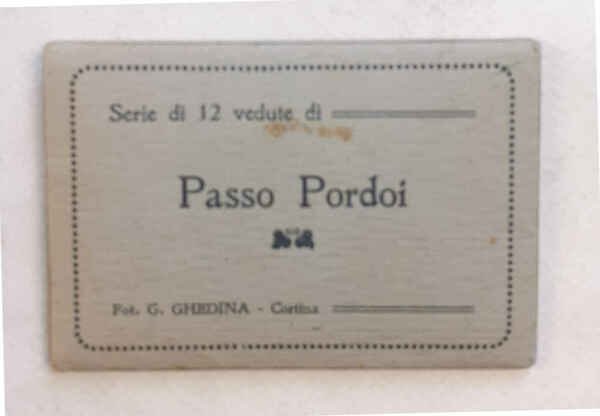 Serie di 12 vedute di
Passo Pordoi
Fot. G. GHEDINA - Cortina